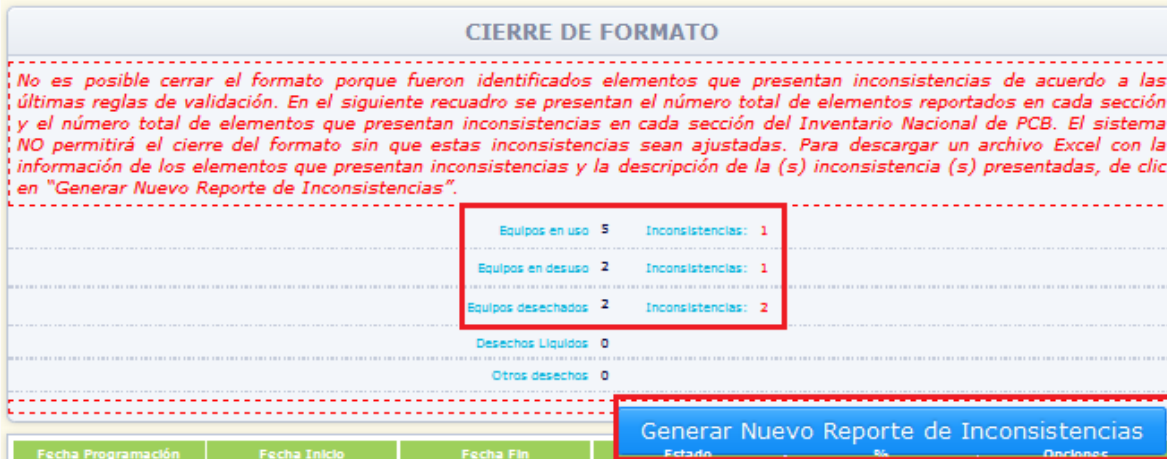 CIERRE DE FORMATO
No es posible cerrar el formato porque fueron identificados elementos que presentan inconsistencias de acuerdo a las
últimas reglas de validación. En el siguiente recuadro se presentan el número total de elementos reportados en cada sección
y el número total de elementos que presentan inconsistencias en cada sección del Inventario Nacional de PCB. El sistema
NO permitirá el cierre del formato sin que estas inconsistencias sean ajustadas. Para descargar un archivo Excel con la
información de los elementos que presentan inconsistencias y la descripción de la (s) inconsistencia (s) presentadas, de clic
en "Generar Nuevo Reporte de Inconsistencias".
Equipos en uso 5 Inconsistencias: 1
Equipos en desuso 2 Inconsistencias: 1
Equipos desechados 2 Inconsistencias: 2
Desechos Liquidos 0
Otros desechos 0
Generar Nuevo Reporte de Inconsistencias
Fecha Programación Fecha Inicio Fecha Fin Estado % Opciones